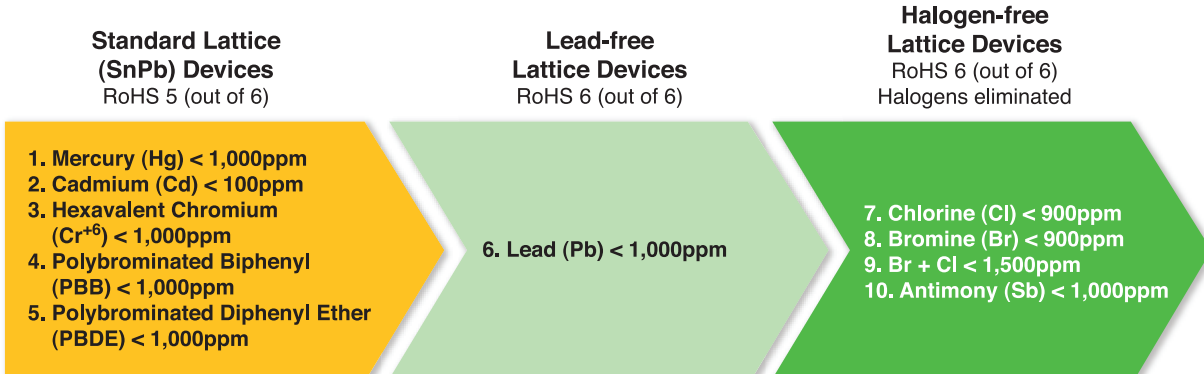 Standard Lattice
(SnPb) Devices
RoHS 5 (out of 6)
1. Mercury (Hg) < 1,000ppm
2. Cadmium (Cd) < 100ppm
3. Hexavalent Chromium
(Cr+6) < 1,000ppm
4. Polybrominated Biphenyl
(PBB) < 1,000ppm
5. Polybrominated Diphenyl Ether
(PBDE) < 1,000ppm
Lead-free
Lattice Devices
RoHS 6 (out of 6)
6. Lead (Pb) < 1,000ppm
Halogen-free
Lattice Devices
RoHS 6 (out of 6)
Halogens eliminated
7. Chlorine (Cl) < 900ppm
8. Bromine (Br) < 900ppm
9. Br + Cl < 1,500ppm
10. Antimony (Sb) < 1,000ppm